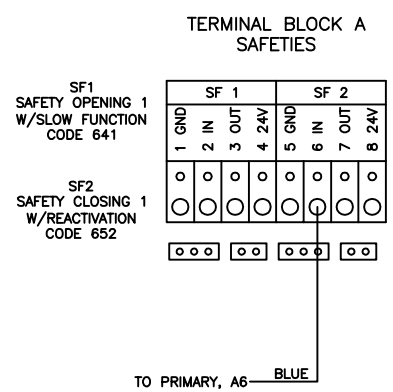 TERMINAL BLOCK A
SAFETIES
SF1
SAFETY OPENING 1
W/SLOW FUNCTION
CODE 641
SF2
SAFETY CLOSING 1
W/REACTIVATION
CODE 652
SF 1
SF 2
1 GND
2 IN
3 OUT
4 24V
5 GND
6 IN
7 OUT
8 24V
TO PRIMARY, A6
BLUE